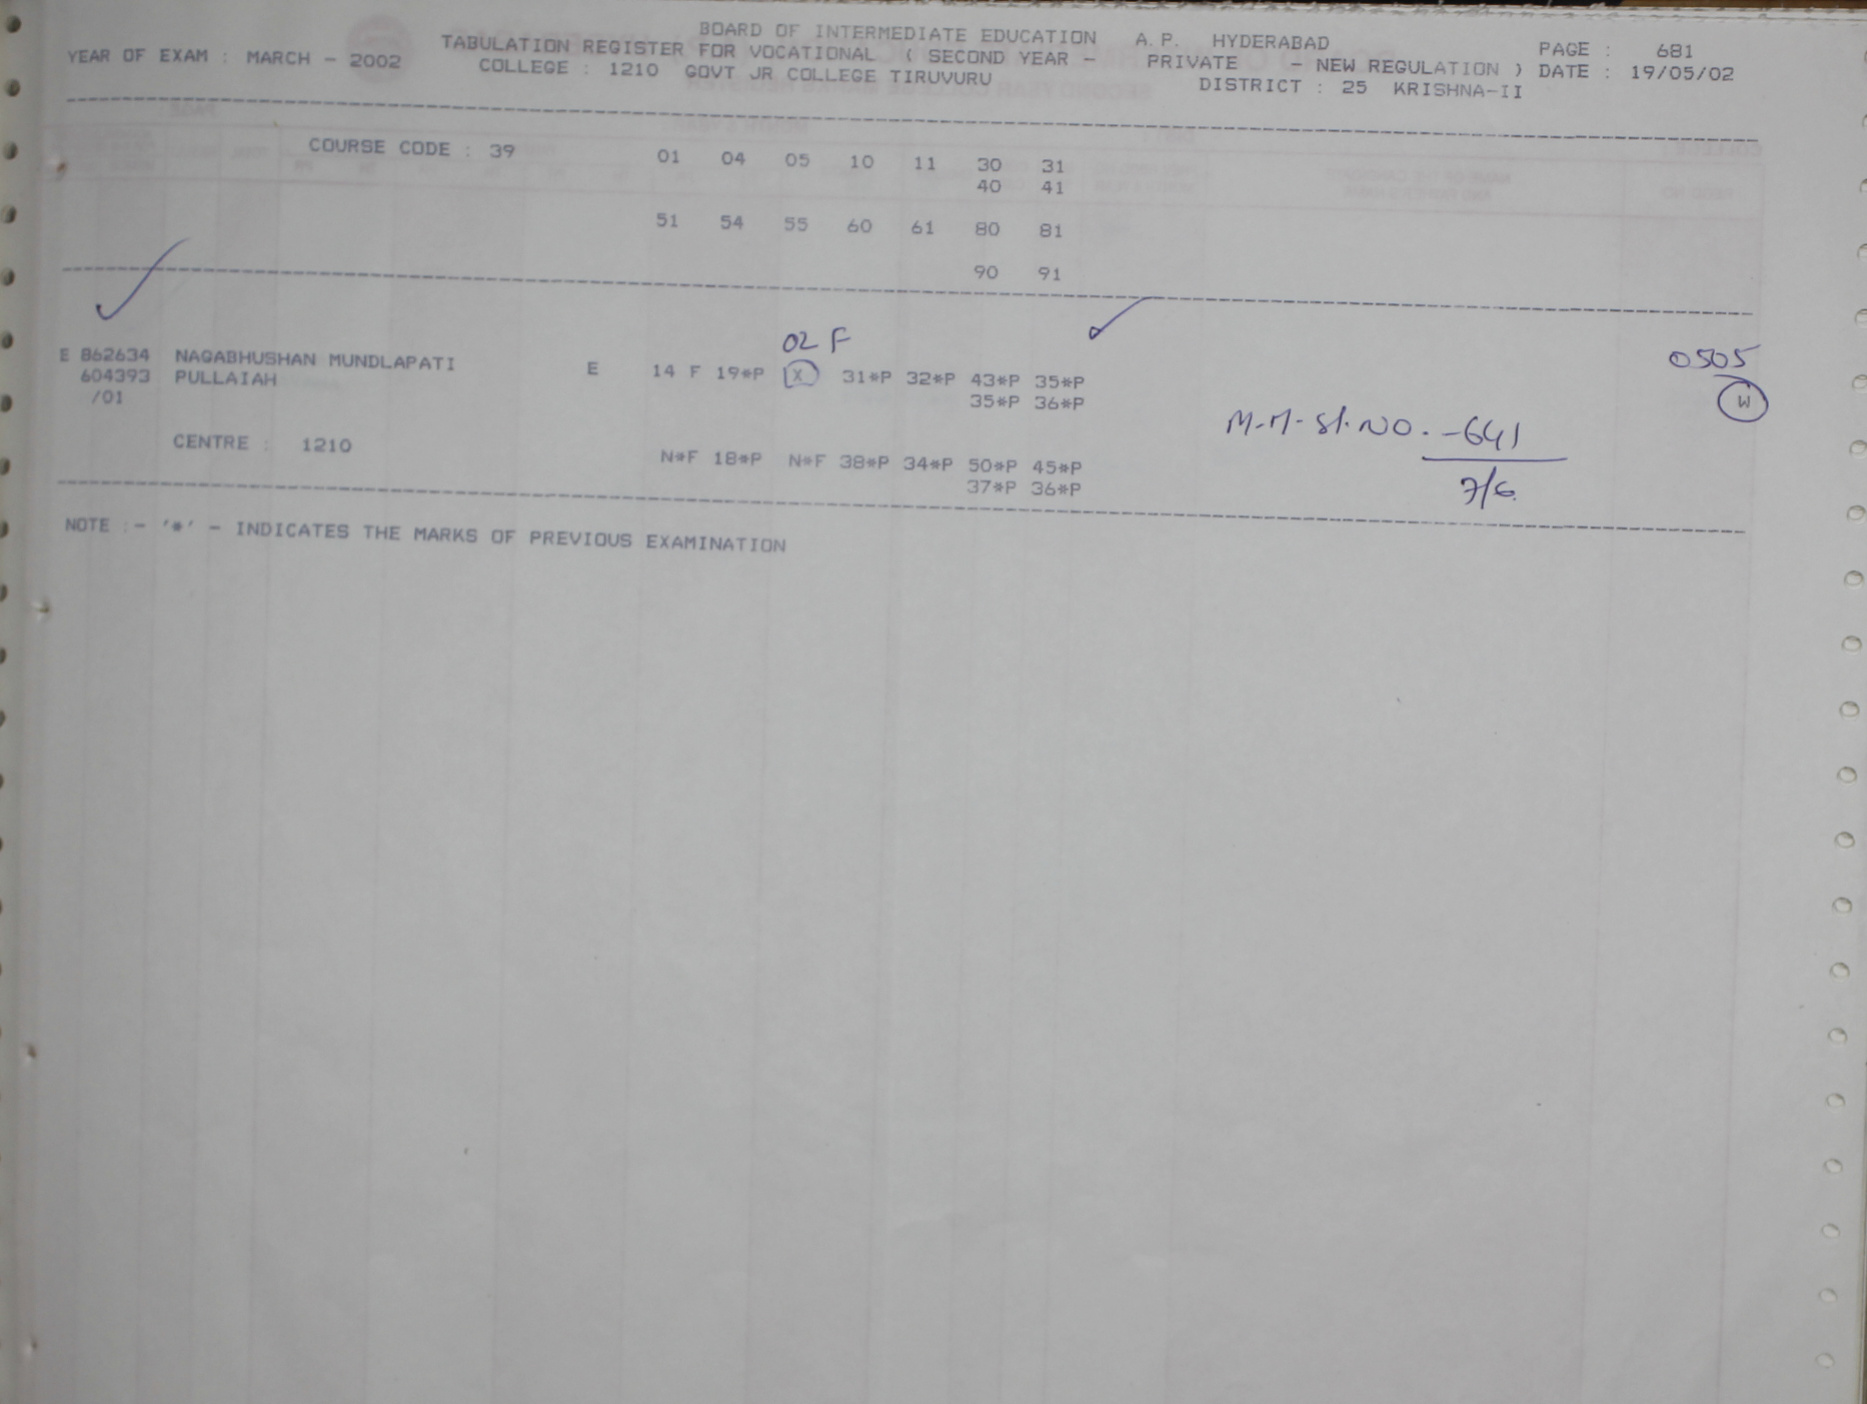 BOARD OF INTERMEDIATE EDUCATION A.P. HYDERABAD
YEAR OF EXAM : MARCH - 2002 TABULATION REGISTER FOR VOCATIONAL ( SECOND YEAR - PRIVATE - NEW REGULATION ) PAGE : 681
COLLEGE : 1210 GOVT JR COLLEGE TIRUVURU DISTRICT : 25 KRISHNA-II DATE : 19/05/02
COURSE CODE : 39 01 04 05 10 11 30 31
40 41
51 54 55 60 61 80 81
90 91
02 F
E 862634 NAGABHUSHAN MUNDLAPATI E 14 F 19*P X 31*P 32*P 43*P 35*P 0505
604393 PULLAIAH 35*P 36*P W
/01
M.M. Sl. NO. - 641
CENTRE : 1210 N*F 18*P N*F 38*P 34*P 50*P 45*P
37*P 36*P 7/6
NOTE :- '*' - INDICATES THE MARKS OF PREVIOUS EXAMINATION